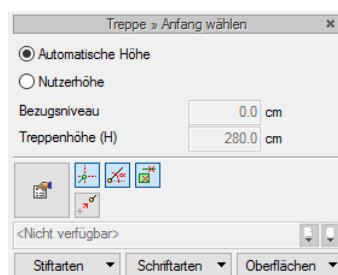 Treppe » Anfang wählen
Automatische Höhe
Nutzerhöhe
Bezugsniveau 0.0 cm
Treppenhöhe (H) 280.0 cm
<Nicht verfügbar>
Stiftarten Schriftarten Oberflächen